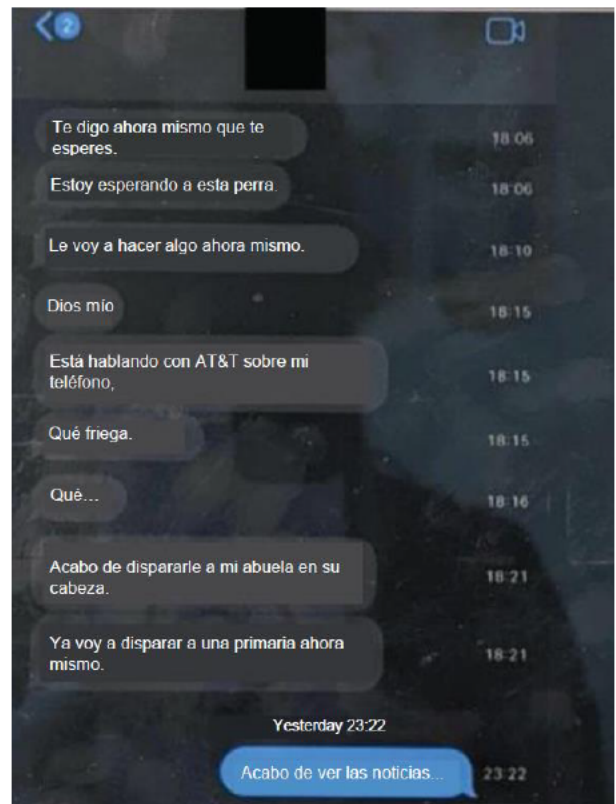 2
Te digo ahora mismo que te
esperes.
18:06
Estoy esperando a esta perra.
18:06
Le voy a hacer algo ahora mismo.
18:10
Dios mío
18:15
Está hablando con AT&T sobre mi
teléfono,
18:15
Qué friega.
18:15
Qué...
18:16
Acabo de dispararle a mi abuela en su
cabeza.
18:21
Ya voy a disparar a una primaria ahora
mismo.
18:21
Yesterday 23:22
Acabo de ver las noticias...
23:22